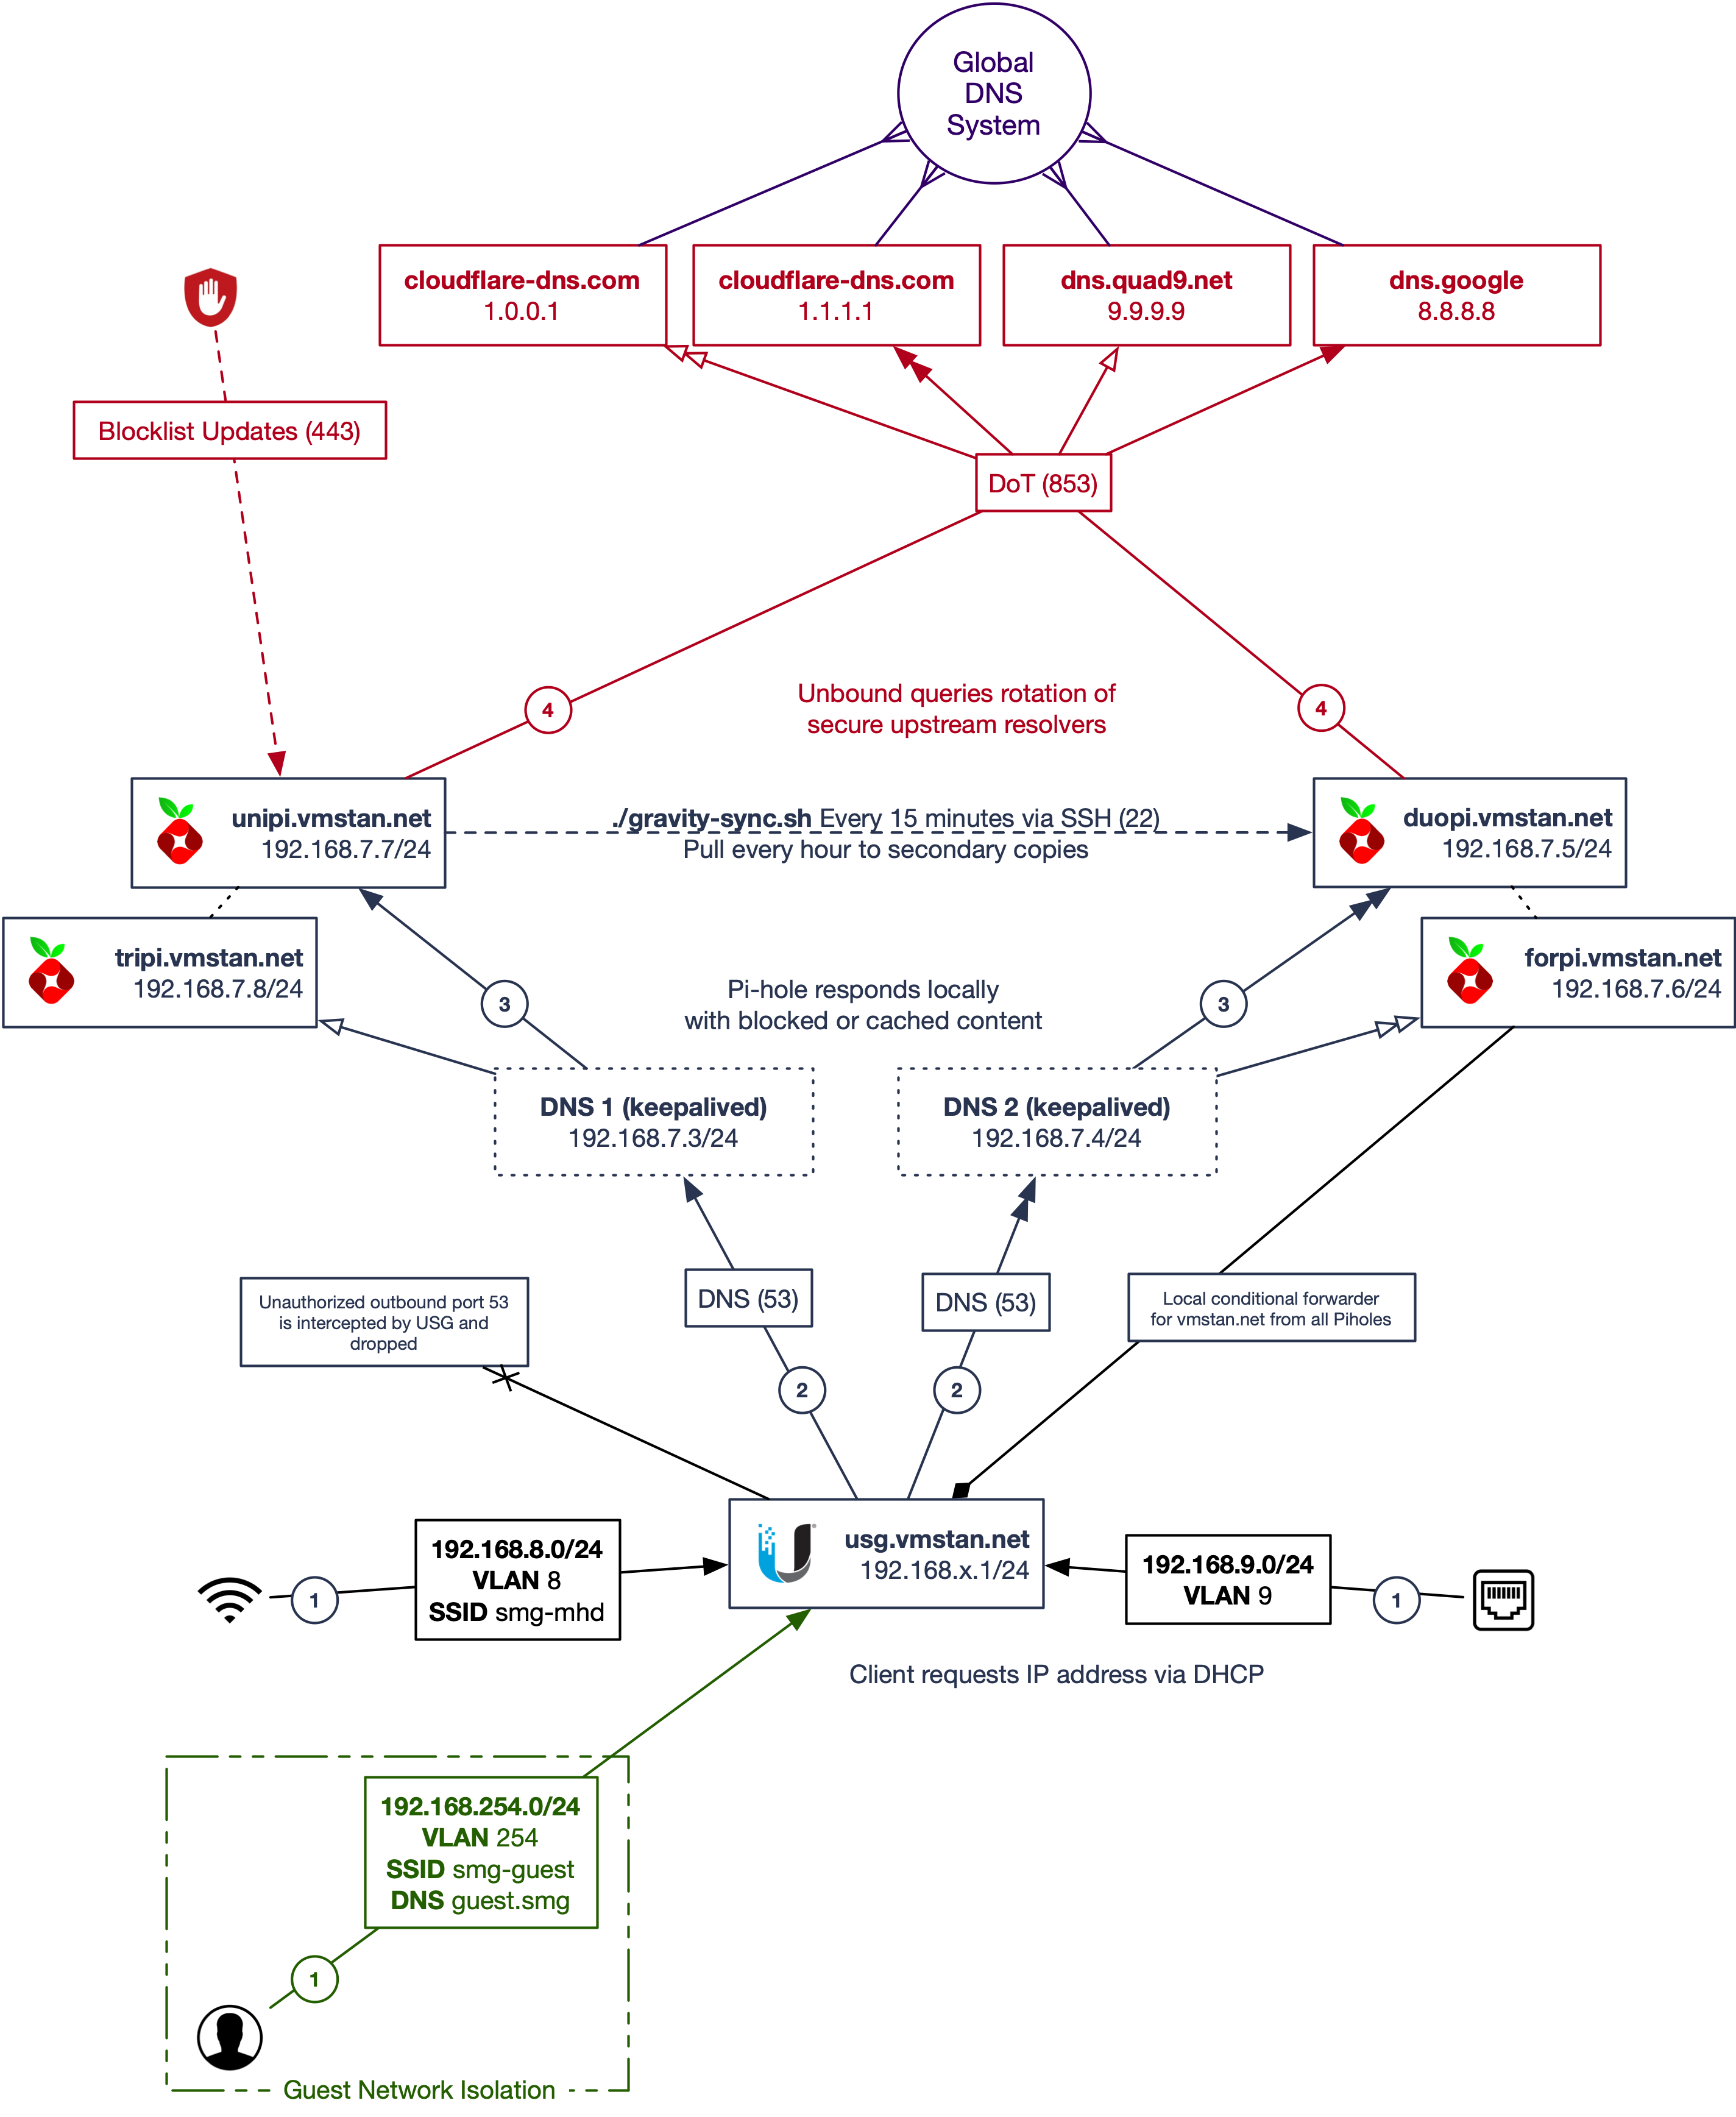 Global
DNS
System
cloudflare-dns.com
1.0.0.1
cloudflare-dns.com
1.1.1.1
dns.quad9.net
9.9.9.9
dns.google
8.8.8.8
Blocklist Updates (443)
DoT (853)
Unbound queries rotation of
secure upstream resolvers
4
4
unipi.vmstan.net
192.168.7.7/24
./gravity-sync.sh Every 15 minutes via SSH (22)
Pull every hour to secondary copies
duopi.vmstan.net
192.168.7.5/24
tripi.vmstan.net
192.168.7.8/24
forpi.vmstan.net
192.168.7.6/24
3
Pi-hole responds locally
with blocked or cached content
3
DNS 1 (keepalived)
192.168.7.3/24
DNS 2 (keepalived)
192.168.7.4/24
Unauthorized outbound port 53
is intercepted by USG and
dropped
DNS (53)
DNS (53)
Local conditional forwarder
for vmstan.net from all Piholes
2
2
1
192.168.8.0/24
VLAN 8
SSID smg-mhd
usg.vmstan.net
192.168.x.1/24
192.168.9.0/24
VLAN 9
1
Client requests IP address via DHCP
192.168.254.0/24
VLAN 254
SSID smg-guest
DNS guest.smg
1
Guest Network Isolation